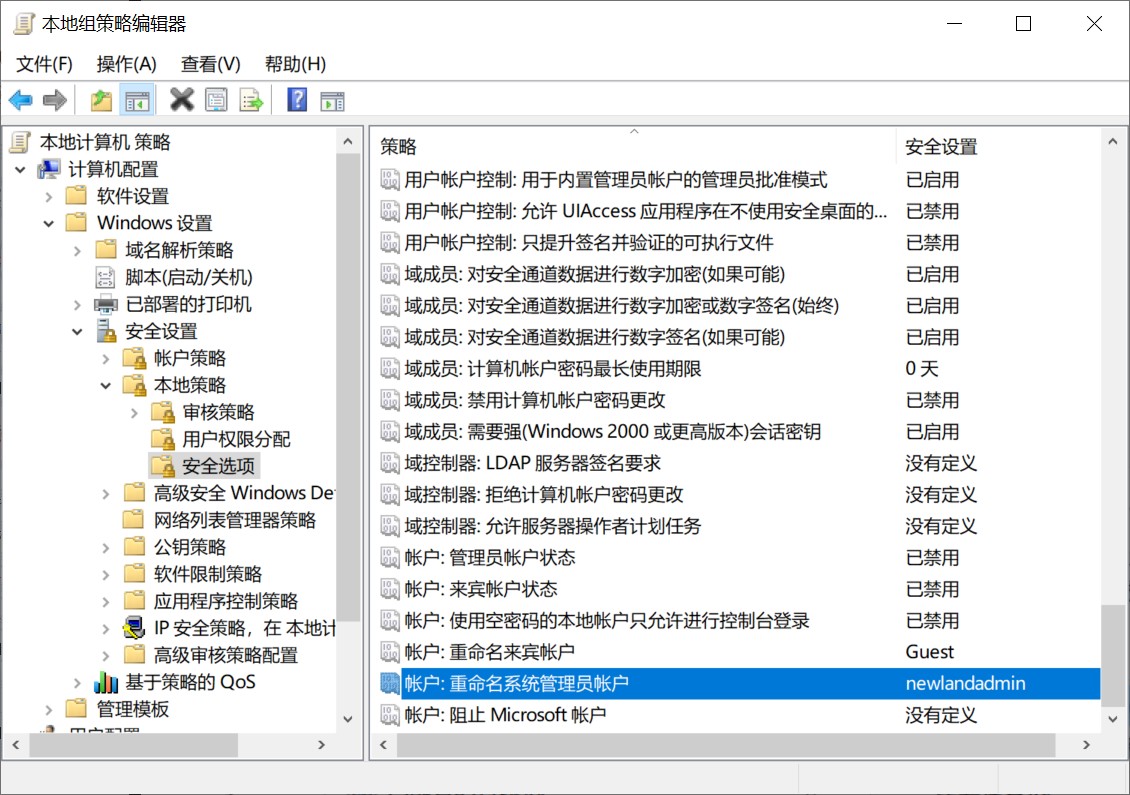 本地组策略编辑器
文件(F) 操作(A) 查看(V) 帮助(H)
本地计算机 策略
计算机配置
软件设置
Windows 设置
域名解析策略
脚本(启动/关机)
已部署的打印机
安全设置
帐户策略
本地策略
审核策略
用户权限分配
安全选项
高级安全 Windows De
网络列表管理器策略
公钥策略
软件限制策略
应用程序控制策略
IP 安全策略，在 本地计
高级审核策略配置
基于策略的 QoS
管理模板
用户配置
策略 安全设置
用户帐户控制: 用于内置管理员帐户的管理员批准模式 已启用
用户帐户控制: 允许 UIAccess 应用程序在不使用安全桌面的... 已禁用
用户帐户控制: 只提升签名并验证的可执行文件 已禁用
域成员: 对安全通道数据进行数字加密(如果可能) 已启用
域成员: 对安全通道数据进行数字加密或数字签名(始终) 已启用
域成员: 对安全通道数据进行数字签名(如果可能) 已启用
域成员: 计算机帐户密码最长使用期限 0 天
域成员: 禁用计算机帐户密码更改 已禁用
域成员: 需要强(Windows 2000 或更高版本)会话密钥 已启用
域控制器: LDAP 服务器签名要求 没有定义
域控制器: 拒绝计算机帐户密码更改 没有定义
域控制器: 允许服务器操作者计划任务 没有定义
帐户: 管理员帐户状态 已禁用
帐户: 来宾帐户状态 已禁用
帐户: 使用空密码的本地帐户只允许进行控制台登录 已禁用
帐户: 重命名来宾帐户 Guest
帐户: 重命名系统管理员帐户 newlandadmin
帐户: 阻止 Microsoft 帐户 没有定义